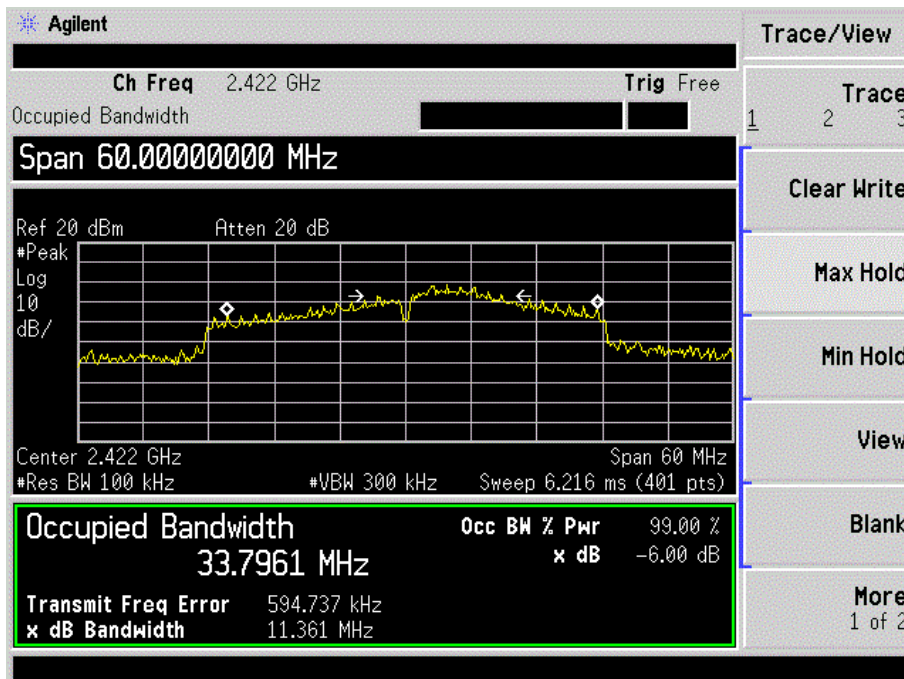 Agilent
Trace/View
Ch Freq 2.422 GHz Trig Free
Occupied Bandwidth
Trace
1 2 3
Span 60.00000000 MHz
Clear Write
Ref 20 dBm Atten 20 dB
#Peak
Log
10
dB/
Max Hold
Min Hold
View
Center 2.422 GHz Span 60 MHz
#Res BW 100 kHz #VBW 300 kHz Sweep 6.216 ms (401 pts)
Occupied Bandwidth
33.7961 MHz
Occ BW % Pwr 99.00 %
x dB -6.00 dB
Blank
Transmit Freq Error 594.737 kHz
x dB Bandwidth 11.361 MHz
More
1 of 2